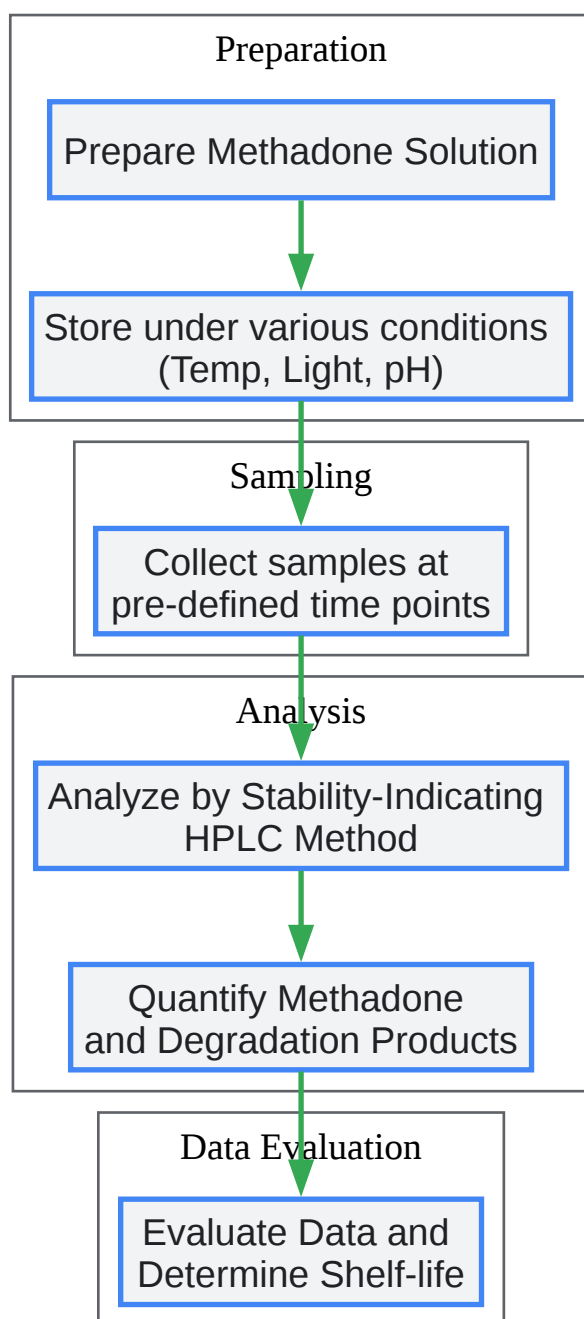 Preparation
Prepare Methadone Solution
Store under various conditions
(Temp, Light, pH)
Sampling
Collect samples at
pre-defined time points
Analysis
Analyze by Stability-Indicating
HPLC Method
Quantify Methadone
and Degradation Products
Data Evaluation
Evaluate Data and
Determine Shelf-life